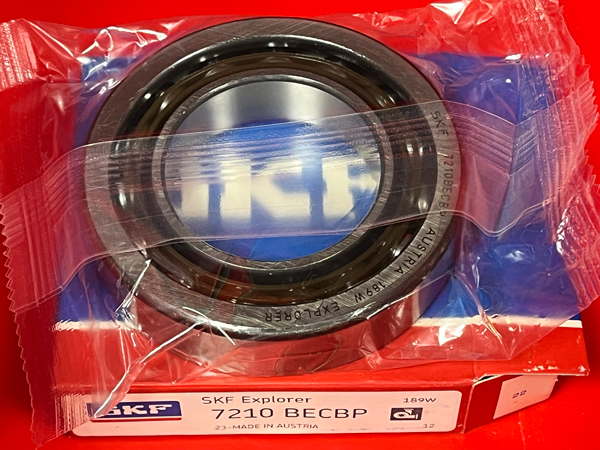 SKF
SKF 7210BECBP AUSTRIA 189W EXPLORER
SKF
SKF Explorer
7210 BECBP
23-MADE IN AUSTRIA
189W
12
22